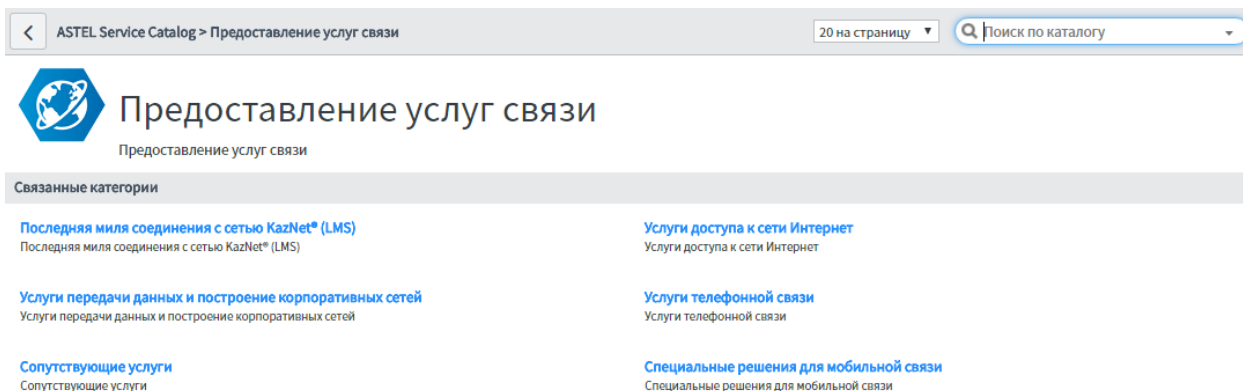 ASTEL Service Catalog > Предоставление услуг связи
20 на страницу
Поиск по каталогу
Предоставление услуг связи
Предоставление услуг связи
Связанные категории
Последняя миля соединения с сетью KazNet® (LMS)
Последняя миля соединения с сетью KazNet® (LMS)
Услуги доступа к сети Интернет
Услуги доступа к сети Интернет
Услуги передачи данных и построение корпоративных сетей
Услуги передачи данных и построение корпоративных сетей
Услуги телефонной связи
Услуги телефонной связи
Сопутствующие услуги
Сопутствующие услуги
Специальные решения для мобильной связи
Специальные решения для мобильной связи